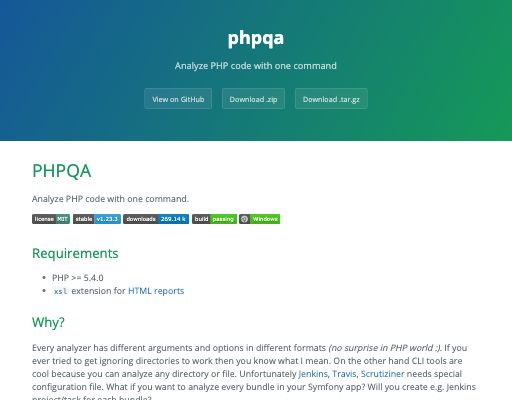 phpqa
Analyze PHP code with one command
View on GitHub Download .zip Download .tar.gz
PHPQA
Analyze PHP code with one command.
license MIT stable v1.23.3 downloads 269.14 k build passing Windows
Requirements
• PHP >= 5.4.0
• xsl extension for HTML reports
Why?
Every analyzer has different arguments and options in different formats (no surprise in PHP world :). If you
ever tried to get ignoring directories to work then you know what I mean. On the other hand CLI tools are
cool because you can analyze any directory or file. Unfortunately Jenkins, Travis, Scrutiziner needs special
configuration file. What if you want to analyze every bundle in your Symfony app? Will you create e.g. Jenkins
project/task for each bundle?